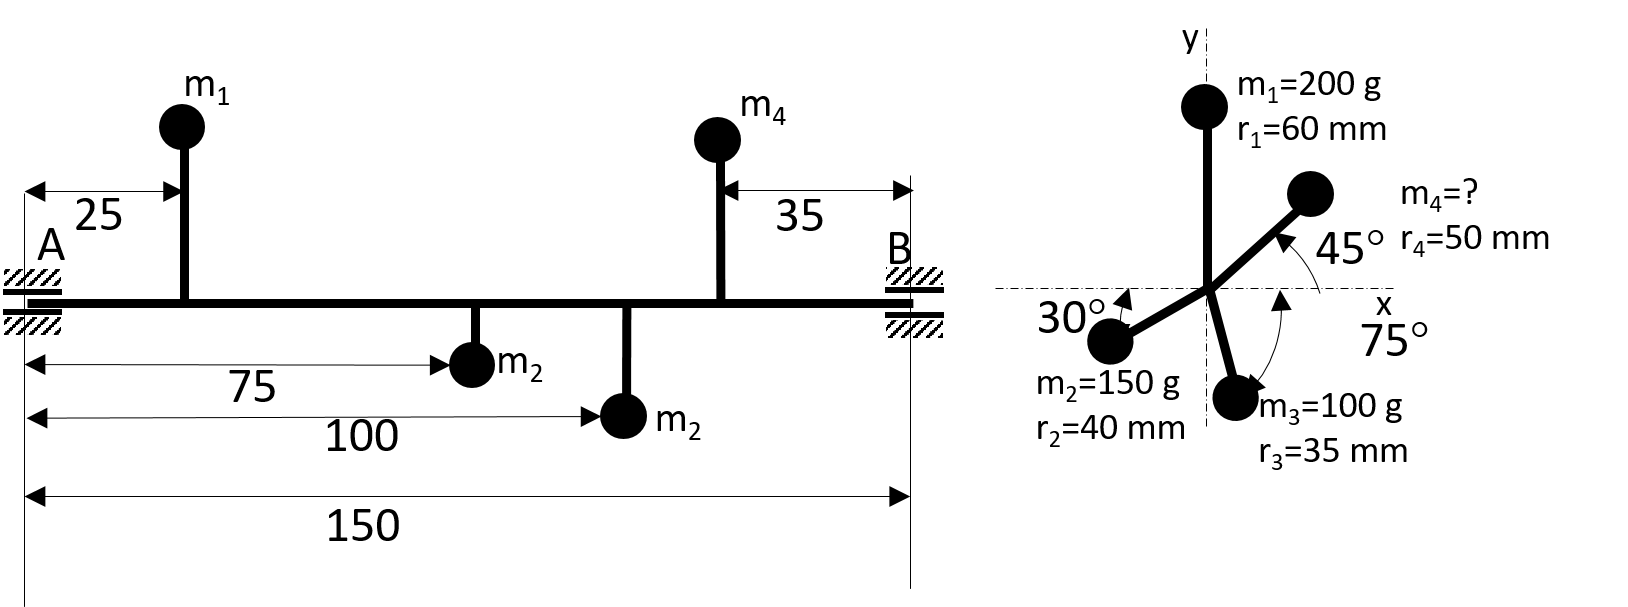 m₁
m₄
25
35
A
B
m₂
75
m₂
100
150
y
m₁=200 g
r₁=60 mm
m₄=?
r₄=50 mm
45°
x
30°
75°
m₂=150 g
r₂=40 mm
m₃=100 g
r₃=35 mm